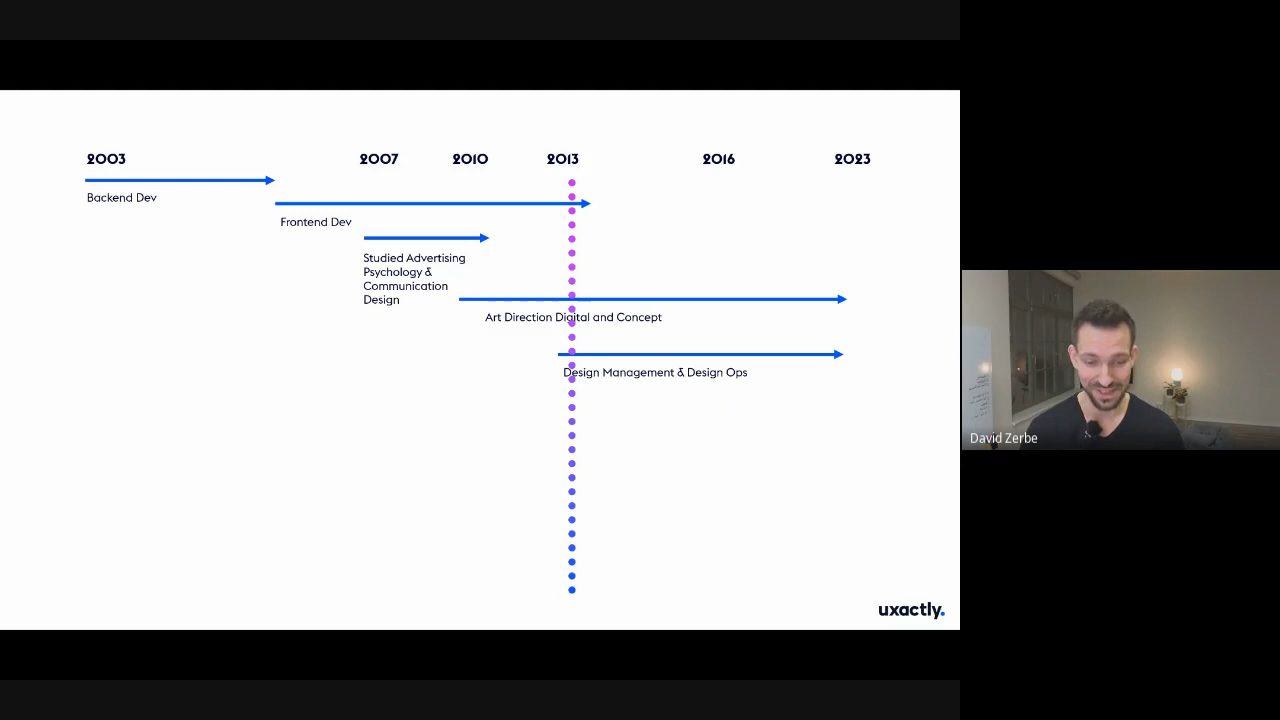 2003 2007 2010 2013 2016 2023
Backend Dev
Frontend Dev
Studied Advertising
Psychology &
Communication
Design
Art Direction Digital and Concept
Design Management & Design Ops
uxactly.
David Zerbe